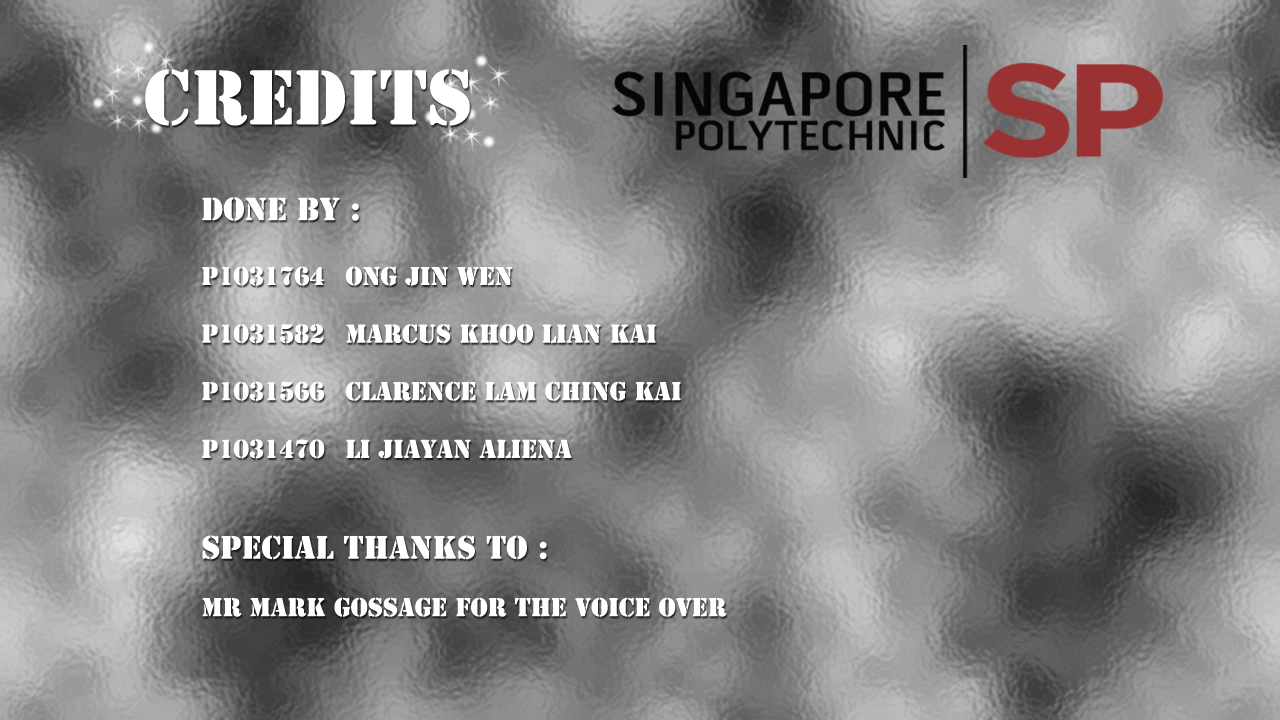 CREDITS
SINGAPORE
POLYTECHNIC
SP
DONE BY :
P1031764 ONG JIN WEN
P1031582 MARCUS KHOO LIAN KAI
P1031566 CLARENCE LAM CHING KAI
P1031470 LI JIAYAN ALIENA
SPECIAL THANKS TO :
MR MARK GOSSAGE FOR THE VOICE OVER